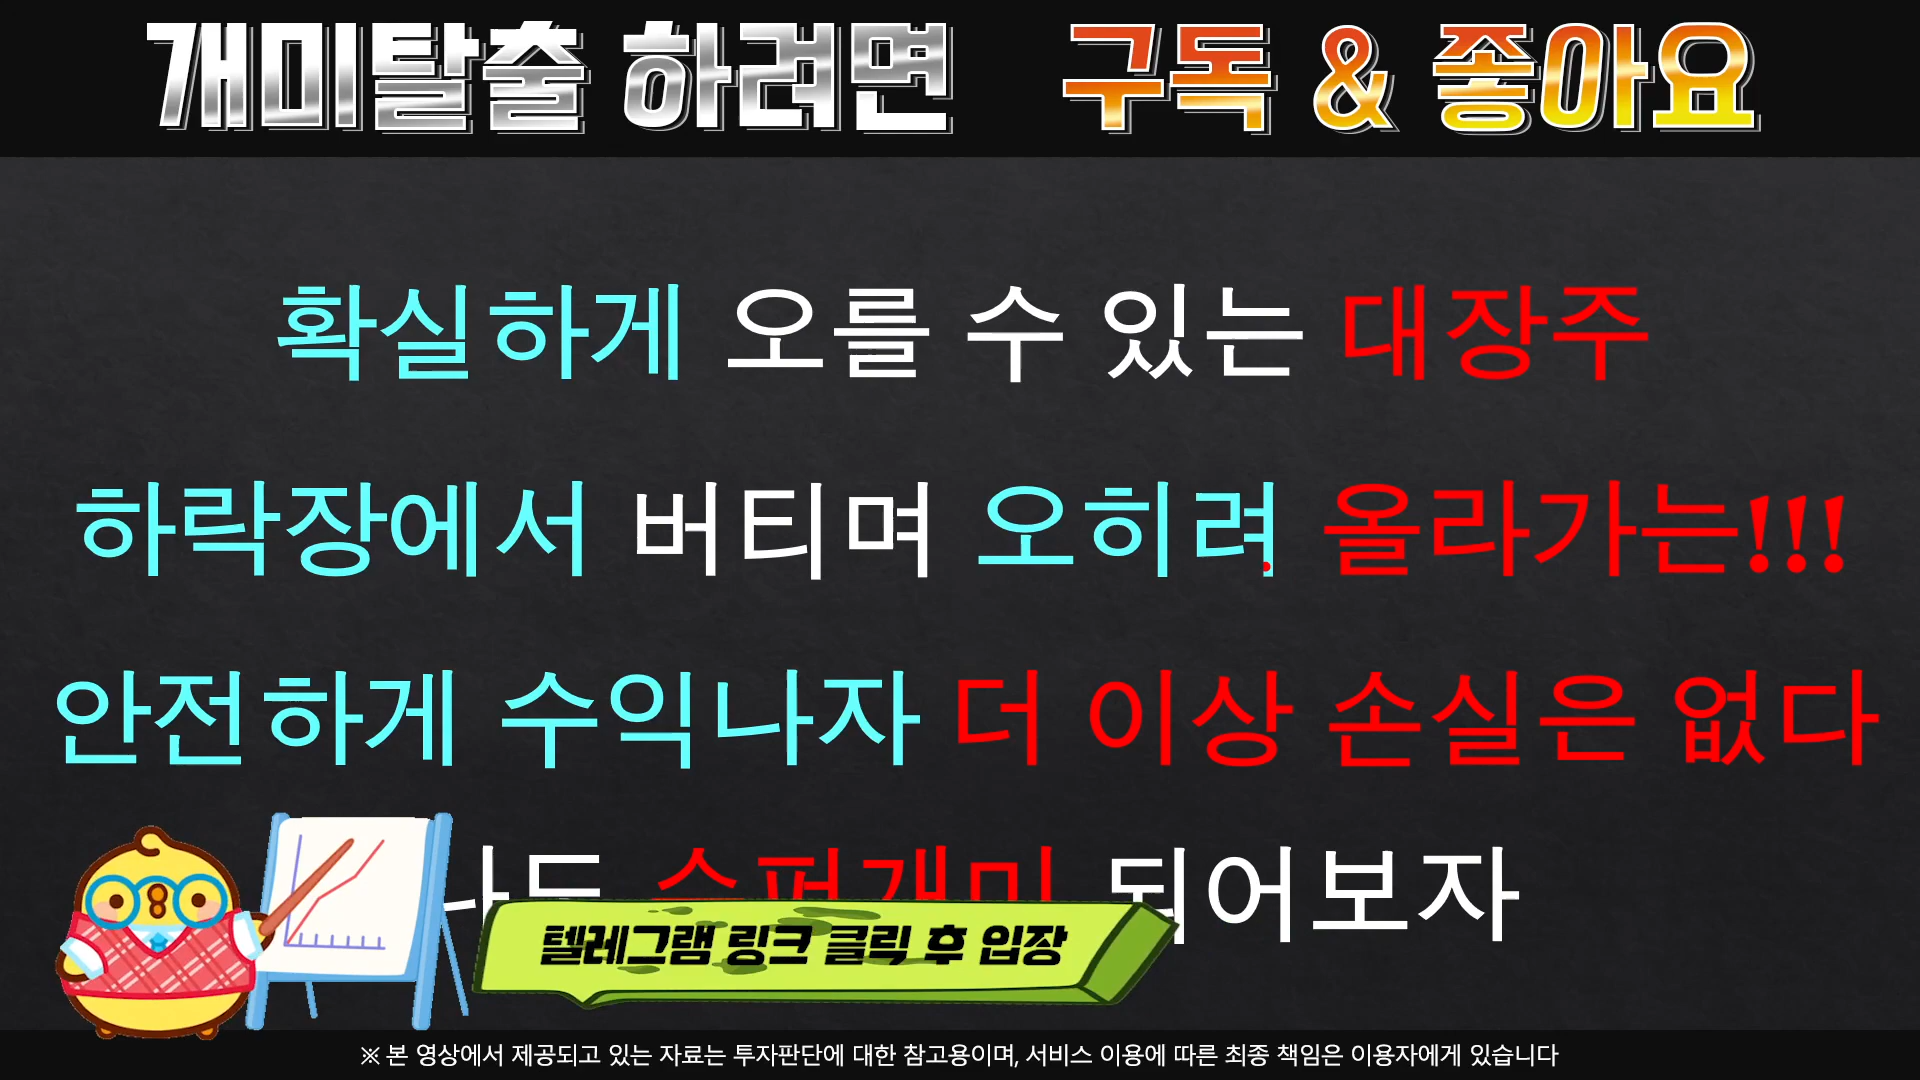 개미탈출 하려면 구독 & 좋아요
확실하게 오를 수 있는 대장주
하락장에서 버티며 오히려 올라가는!!!
안전하게 수익나자 더 이상 손실은 없다
되어보자
텔레그램 링크 클릭 후 입장
※ 본 영상에서 제공되고 있는 자료는 투자판단에 대한 참고용이며, 서비스 이용에 따른 최종 책임은 이용자에게 있습니다